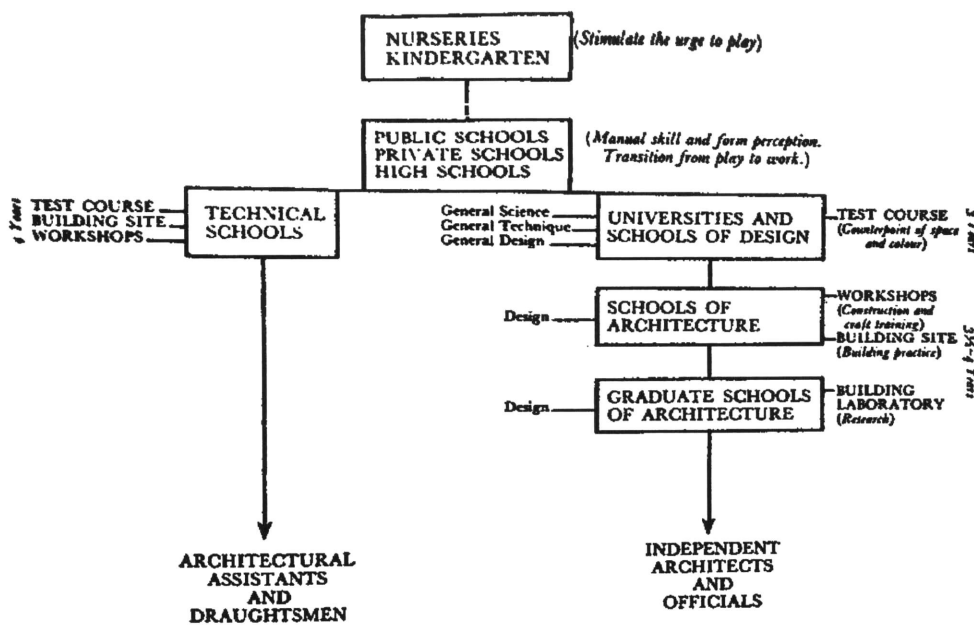 NURSERIES
KINDERGARTEN
(Stimulate the urge to play)
PUBLIC SCHOOLS
PRIVATE SCHOOLS
HIGH SCHOOLS
(Manual skill and form perception.
Transition from play to work.)
4 Years
TEST COURSE
BUILDING SITE
WORKSHOPS
TECHNICAL
SCHOOLS
General Science
General Technique
General Design
UNIVERSITIES AND
SCHOOLS OF DESIGN
TEST COURSE
(Counterpoint of space
and colour)
Design
SCHOOLS OF
ARCHITECTURE
WORKSHOPS
(Construction and
craft training)
BUILDING SITE
(Building practice)
Design
GRADUATE SCHOOLS
OF ARCHITECTURE
BUILDING
LABORATORY
(Research)
ARCHITECTURAL
ASSISTANTS
AND
DRAUGHTSMEN
INDEPENDENT
ARCHITECTS
AND
OFFICIALS